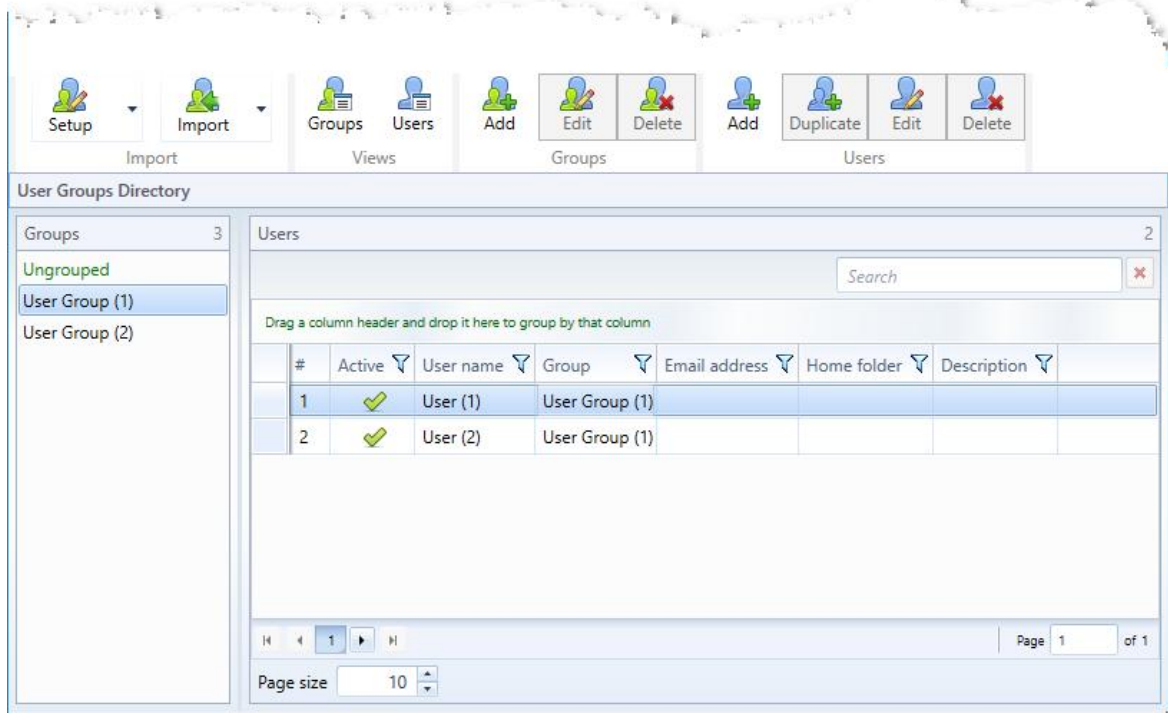 Setup Import Groups Users Add Edit Delete Add Duplicate Edit Delete
Import Views Groups Users
User Groups Directory
Groups 3 Users 2
Ungrouped
User Group (1)
User Group (2)
Search
Drag a column header and drop it here to group by that column
# Active User name Group Email address Home folder Description
1 User (1) User Group (1)
2 User (2) User Group (1)
1 Page 1 of 1
Page size 10